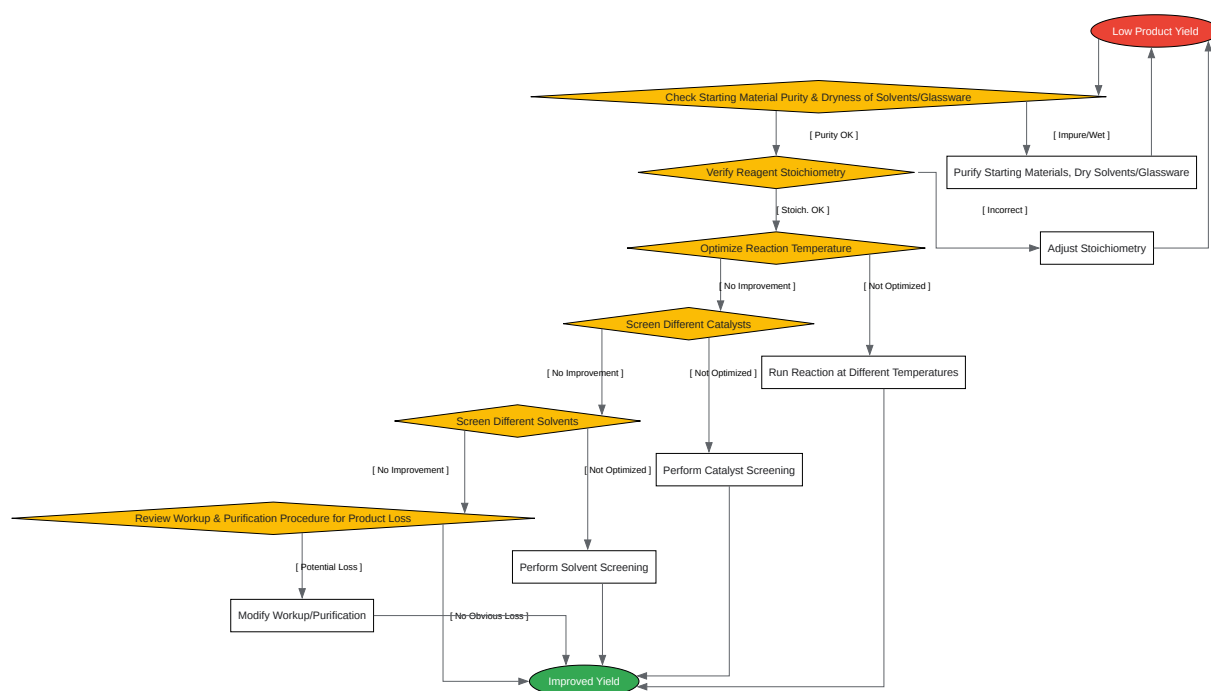 Low Product Yield
Check Starting Material Purity & Dryness of Solvents/Glassware
[ Purity OK ]
[ Impure/Wet ]
Verify Reagent Stoichiometry
Purify Starting Materials, Dry Solvents/Glassware
[ Stoich. OK ]
[ Incorrect ]
Optimize Reaction Temperature
Adjust Stoichiometry
[ No Improvement ]
[ Not Optimized ]
Screen Different Catalysts
[ No Improvement ]
[ Not Optimized ]
Run Reaction at Different Temperatures
Screen Different Solvents
[ No Improvement ]
[ Not Optimized ]
Perform Catalyst Screening
Review Workup & Purification Procedure for Product Loss
[ Potential Loss ]
Perform Solvent Screening
Modify Workup/Purification
[ No Obvious Loss ]
Improved Yield